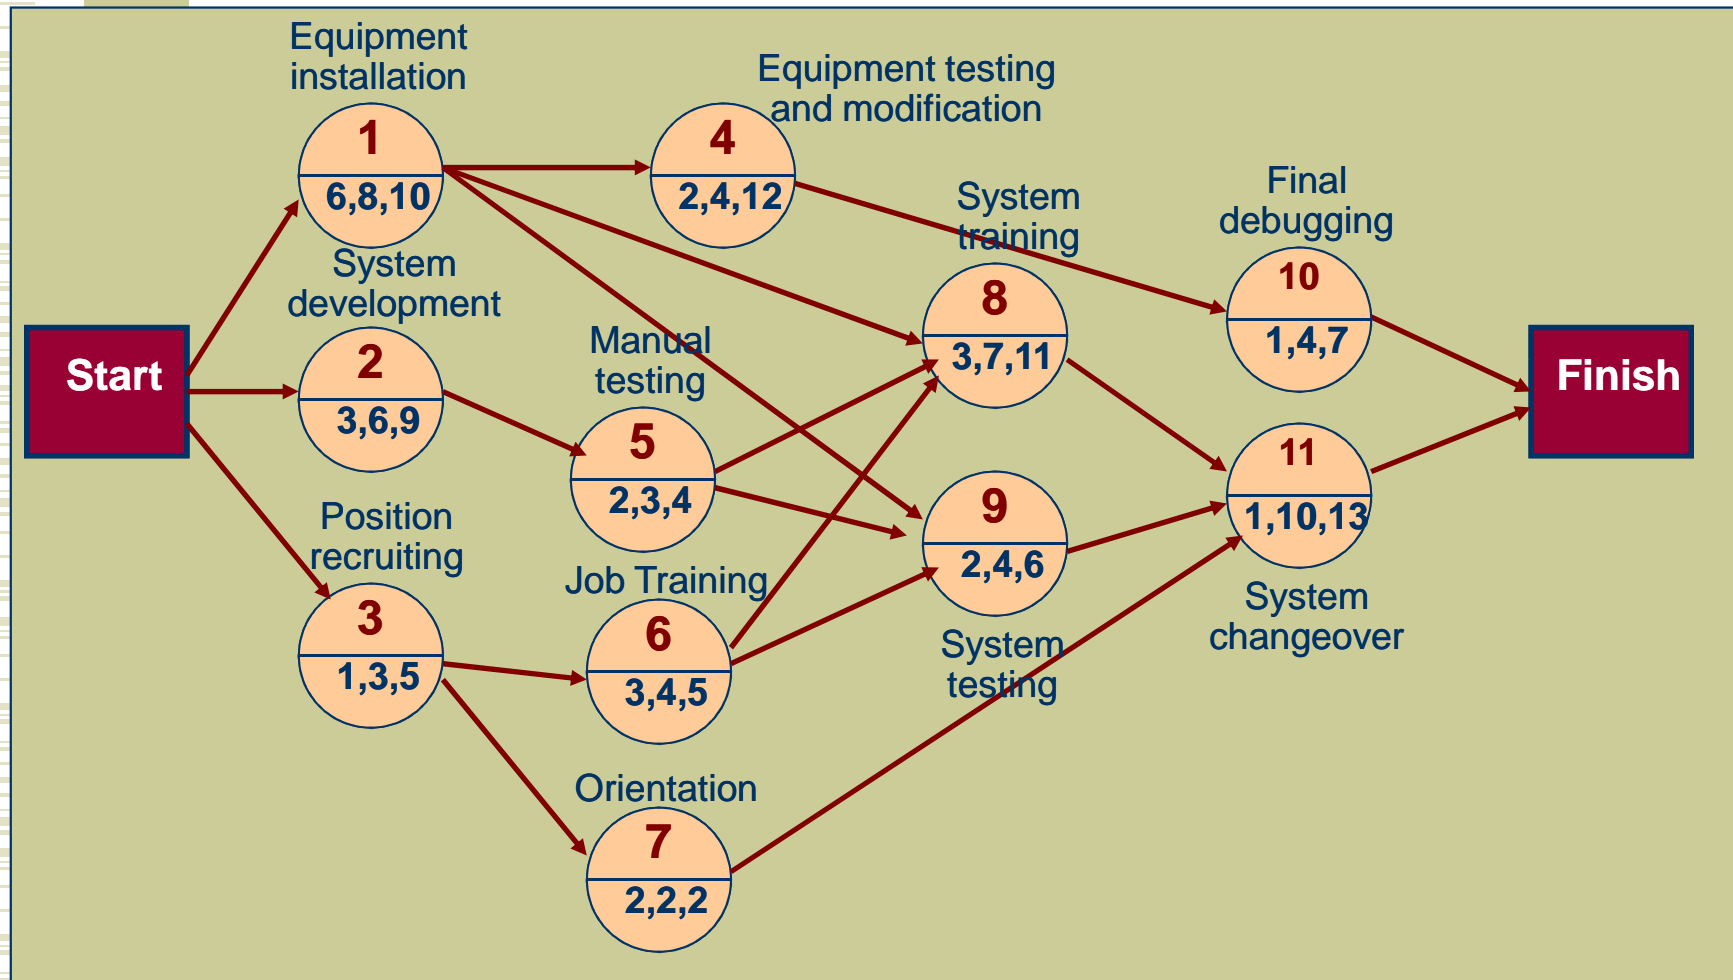 Equipment
installation
1
6,8,10
Equipment testing
and modification
4
2,4,12
System
development
2
3,6,9
Start
Manual
testing
5
2,3,4
System
training
8
3,7,11
Final
debugging
10
1,4,7
Finish
Position
recruiting
3
1,3,5
Job Training
6
3,4,5
9
2,4,6
System
testing
11
1,10,13
System
changeover
Orientation
7
2,2,2